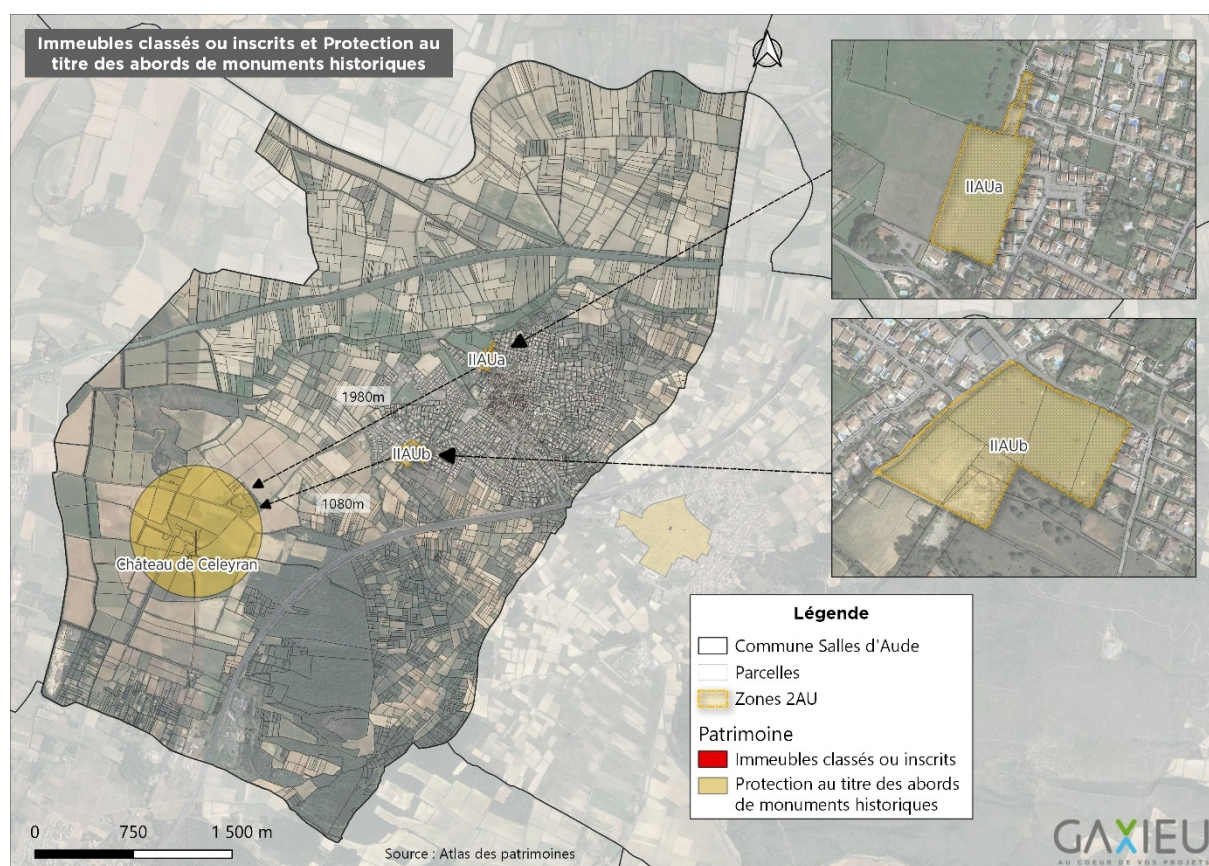 Immeubles classés ou inscrits et Protection au
titre des abords de monuments historiques
IIAUa
IIAUb
IIAUa
1980m
IIAUb
1080m
Château de Celeyran
Légende
Commune Salles d'Aude
Parcelles
Zones 2AU
Patrimoine
Immeubles classés ou inscrits
Protection au titre des abords
de monuments historiques
0 750 1 500 m
Source : Atlas des patrimoines
GAXIEU
AU COEUR DE VOS PROJETS